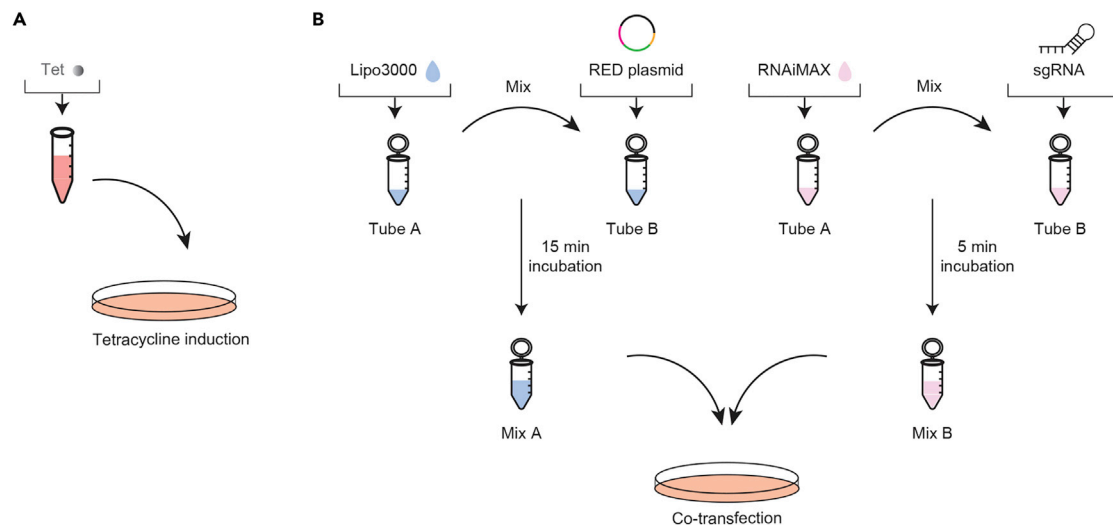 A
Tet
Tetracycline induction
B
Lipo3000
Mix
RED plasmid
RNAiMAX
Mix
sgRNA
Tube A
Tube B
Tube A
Tube B
15 min
incubation
5 min
incubation
Mix A
Mix B
Co-transfection